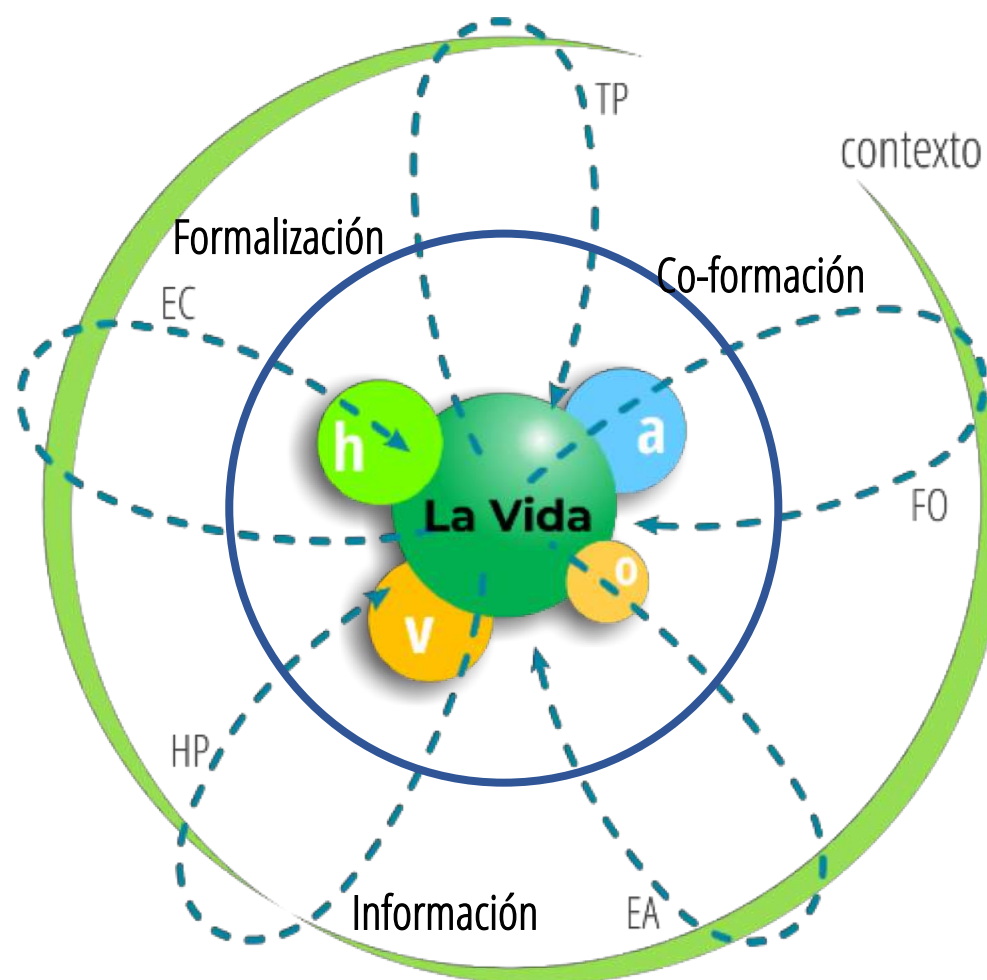 TP
contexto
Formalización
Co-formación
EC
h
a
La Vida
FO
o
v
HP
Información
EA